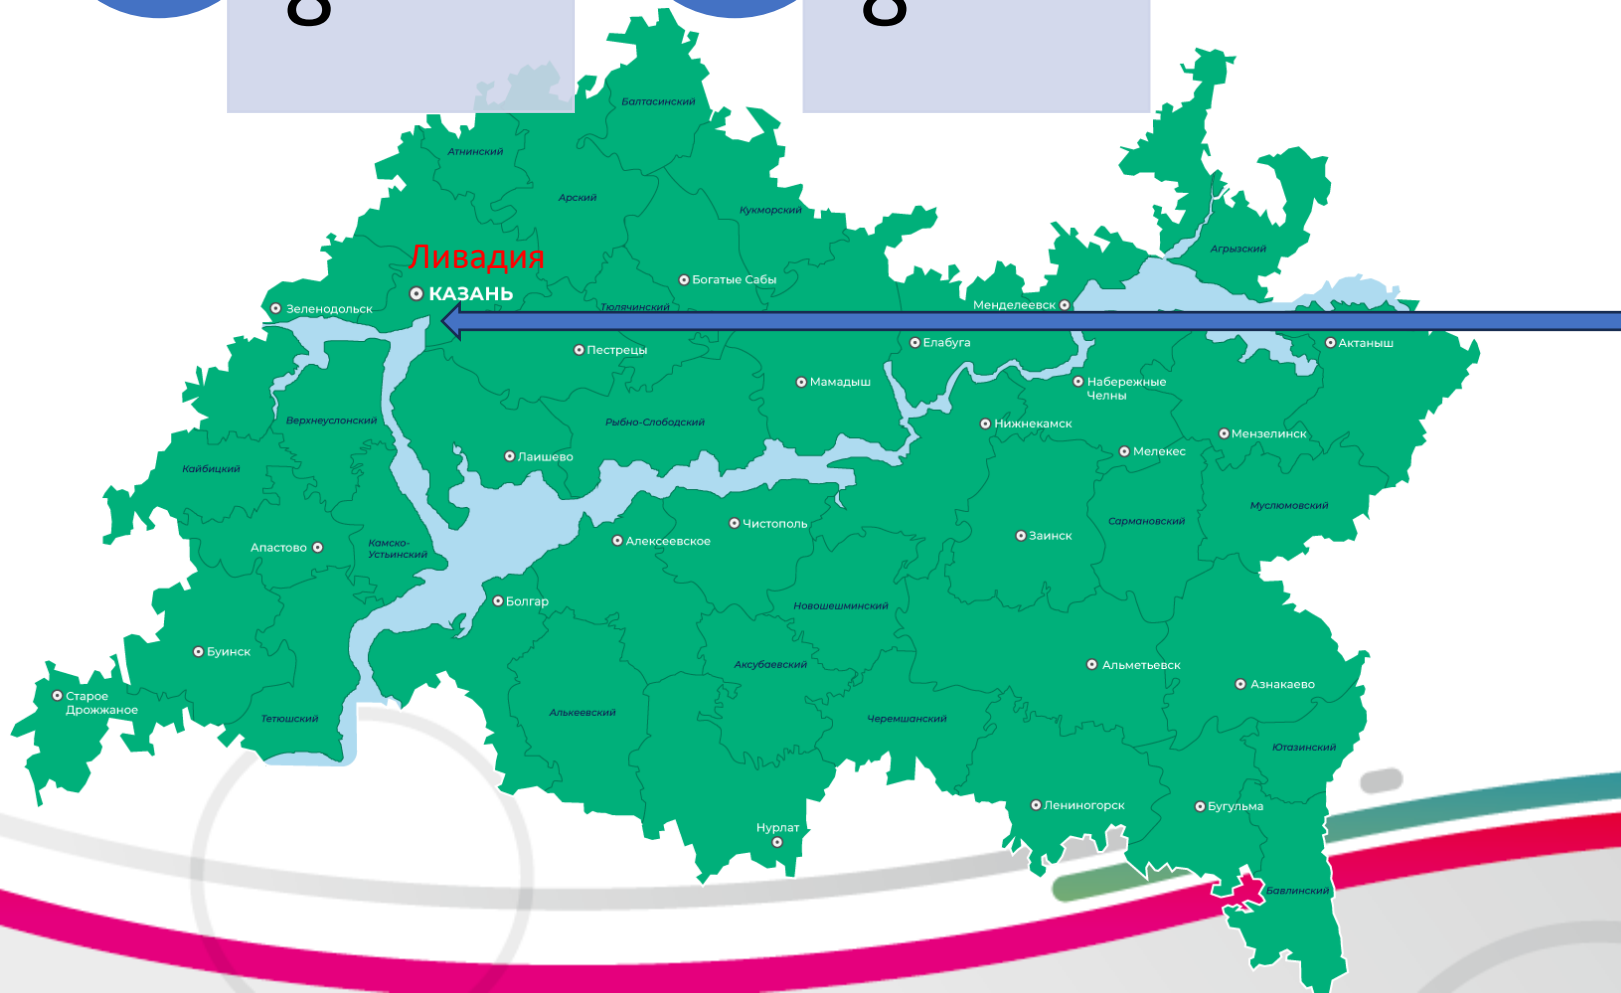 Балтасинский
Атнинский
Арский
Кукморский
Агрызский
Ливадия
КАЗАНЬ
Богатые Сабы
Зеленодольск
Тюлячинский
Менделеевск
Пестрецы
Елабуга
Актаныш
Мамадыш
Набережные
Челны
Верхнеуслонский
Рыбно-Слободский
Нижнекамск
Мензелинск
Кайбицкий
Лаишево
Мелекес
Муслюмовский
Чистополь
Сармановский
Апастово
Камско-
Устьинский
Алексеевское
Заинск
Болгар
Новошешминский
Буинск
Аксубаевский
Альметьевск
Азнакаево
Старое
Дрожжаное
Тетюшский
Алькеевский
Черемшанский
Ютазинский
Лениногорск
Бугульма
Нурлат
Бавлинский